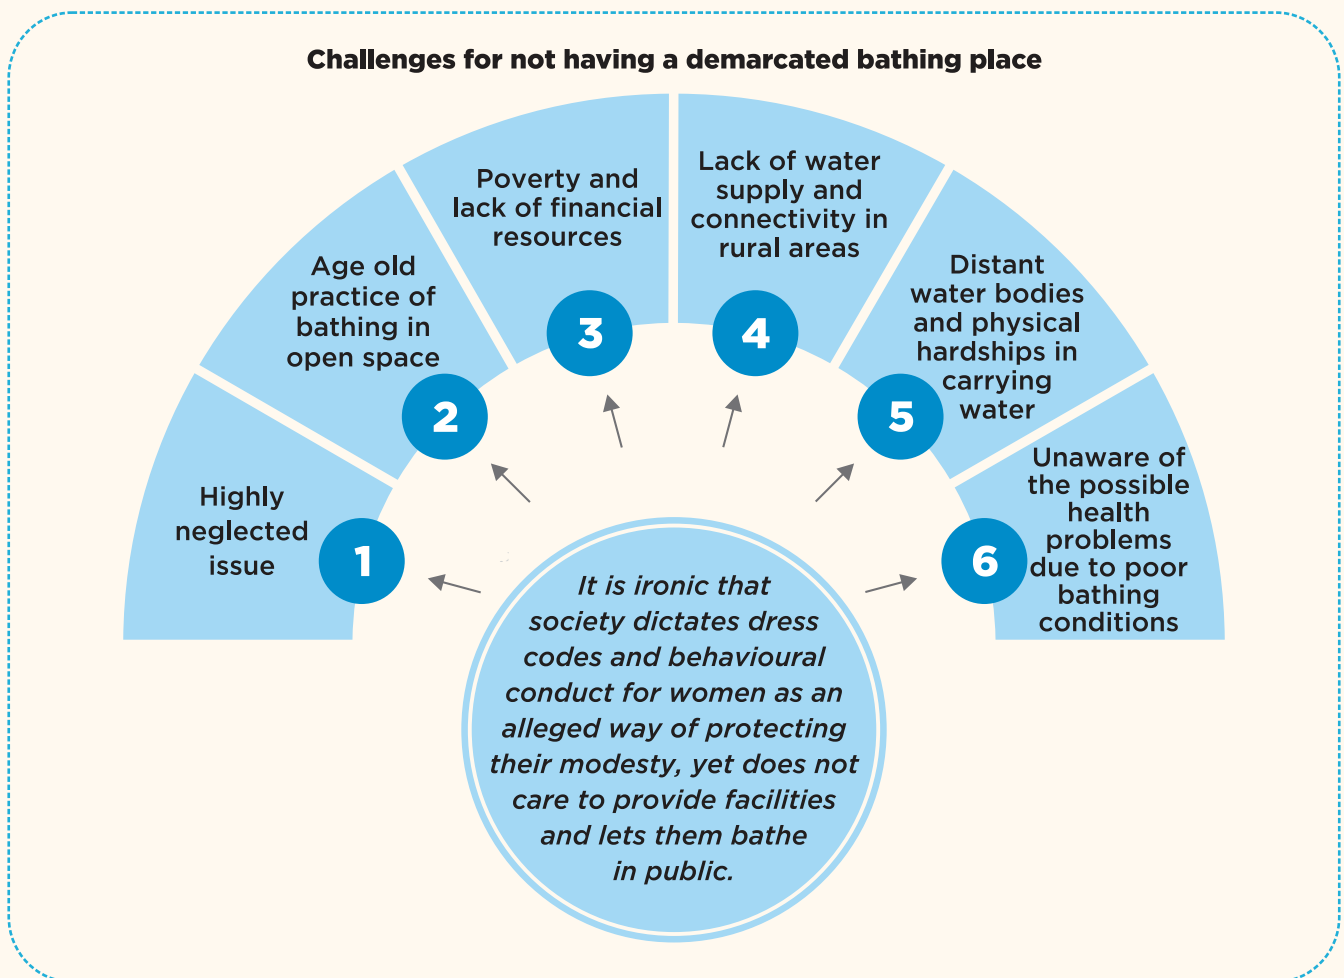 Challenges for not having a demarcated bathing place
Highly
neglected
issue
1
Age old
practice of
bathing in
open space
2
Poverty and
lack of financial
resources
3
Lack of water
supply and
connectivity in
rural areas
4
Distant
water bodies
and physical
hardships in
carrying
water
5
Unaware of
the possible
health
problems
due to poor
bathing
conditions
6
It is ironic that
society dictates dress
codes and behavioural
conduct for women as an
alleged way of protecting
their modesty, yet does not
care to provide facilities
and lets them bathe
in public.